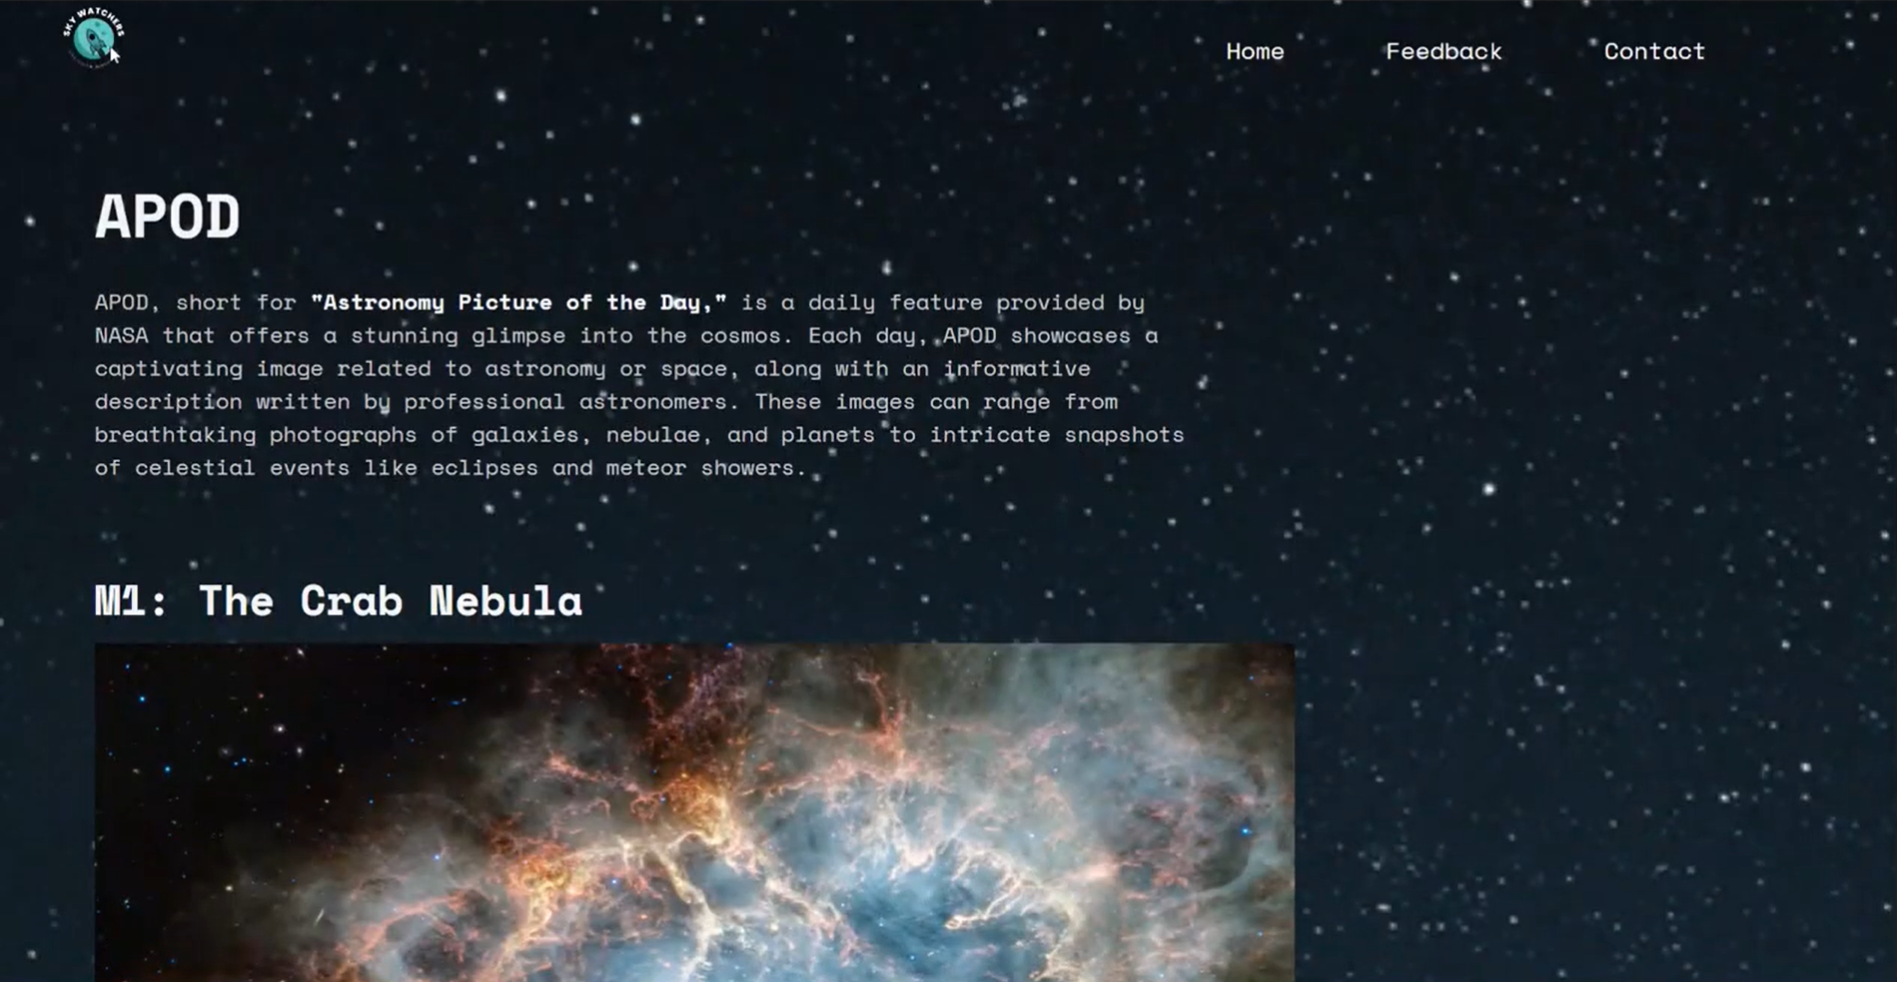 SKY WATCHERS
Home
Feedback
Contact
APOD
APOD, short for "Astronomy Picture of the Day," is a daily feature provided by
NASA that offers a stunning glimpse into the cosmos. Each day, APOD showcases a
captivating image related to astronomy or space, along with an informative
description written by professional astronomers. These images can range from
breathtaking photographs of galaxies, nebulae, and planets to intricate snapshots
of celestial events like eclipses and meteor showers.
M1: The Crab Nebula